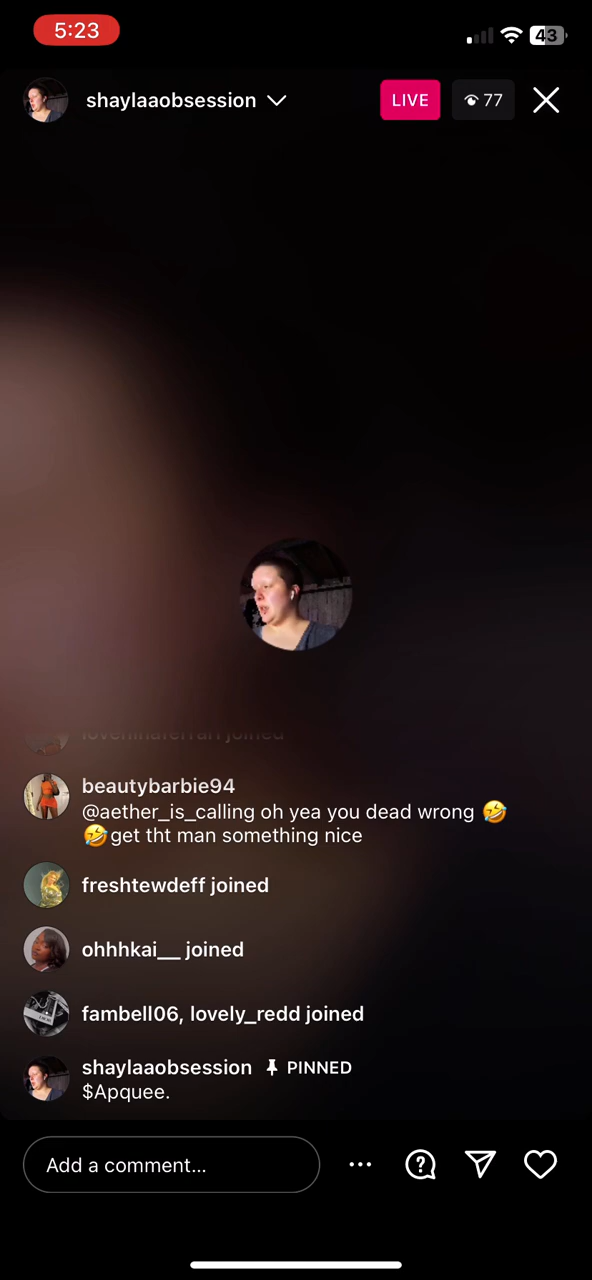 5:23
43
shaylaaobsession
LIVE
77
joined
beautybarbie94
@aether_is_calling oh yea you dead wrong 🤣
🤣get tht man something nice
freshtewdeff joined
ohhhkai__ joined
fambell06, lovely_redd joined
shaylaaobsession PINNED
$Apquee.
Add a comment...